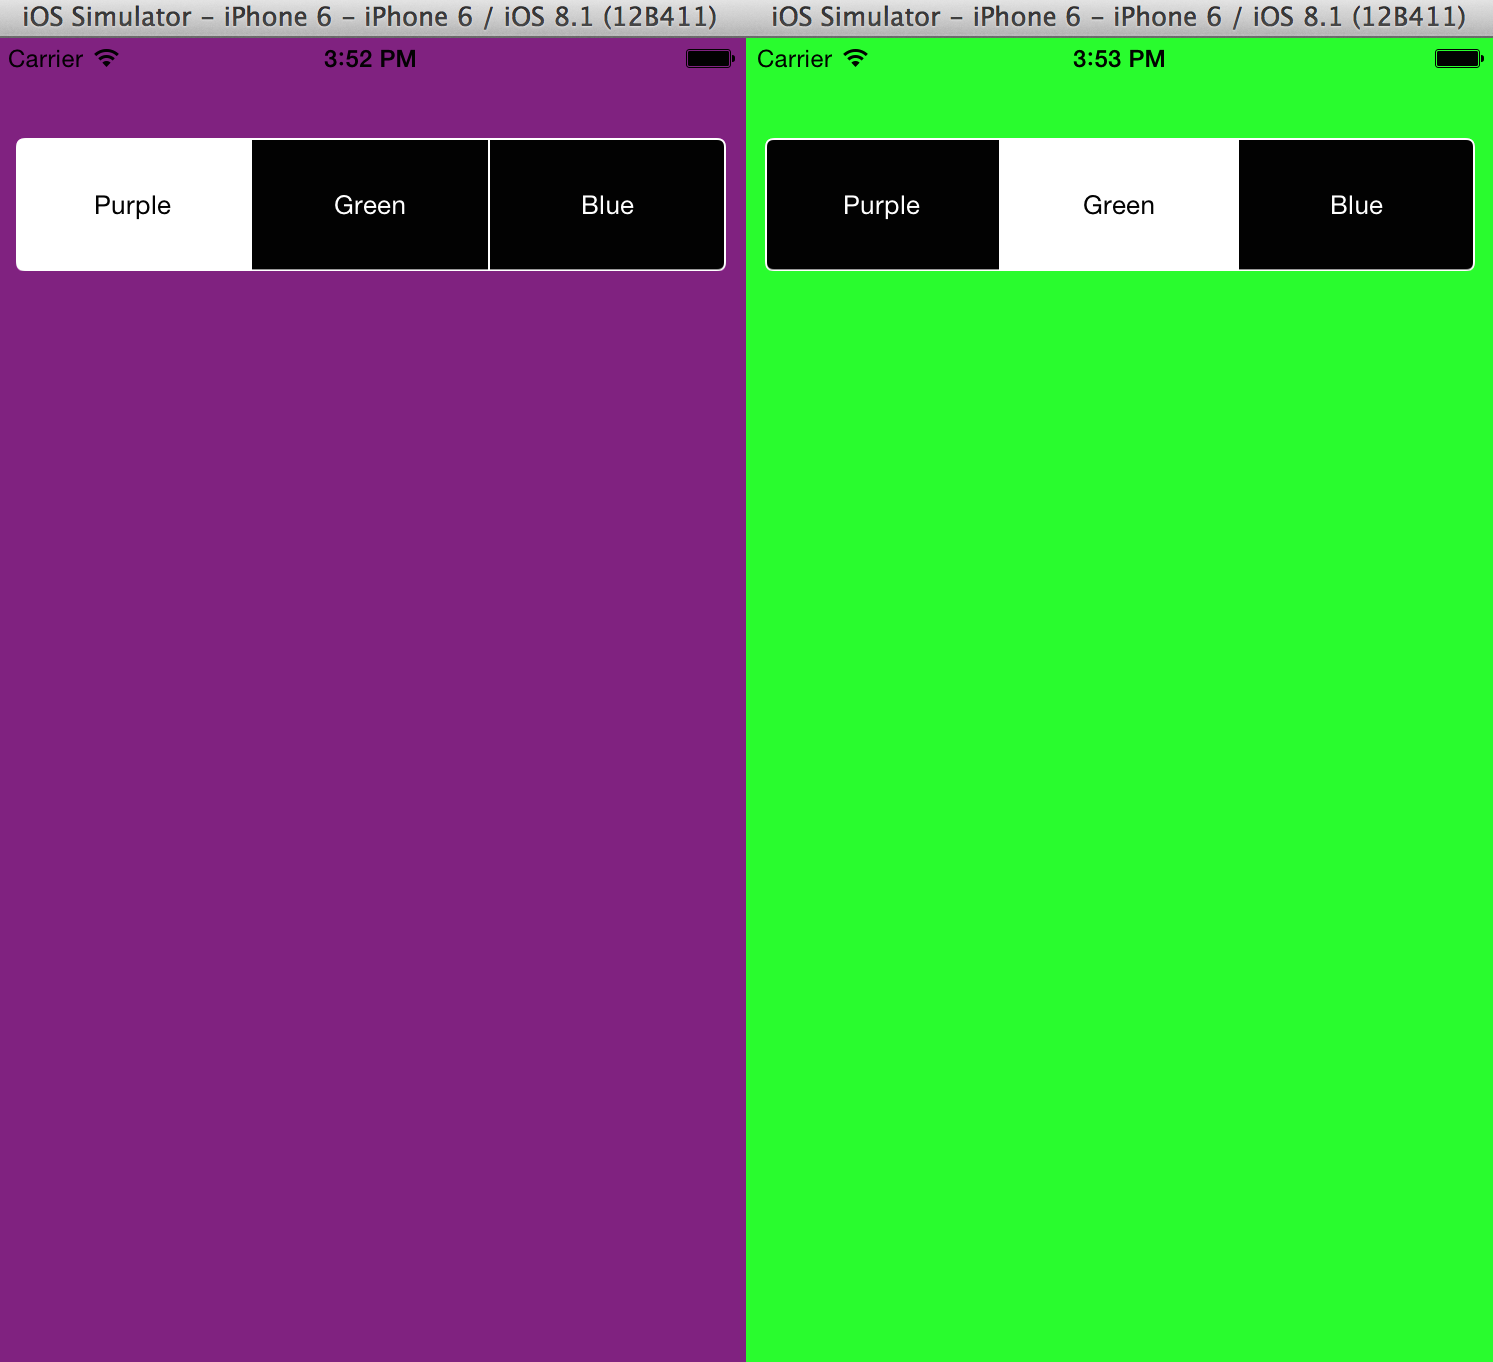 iOS Simulator - iPhone 6 - iPhone 6 / iOS 8.1 (12B411)
Carrier 3:52 PM
Purple Green Blue
iOS Simulator - iPhone 6 - iPhone 6 / iOS 8.1 (12B411)
Carrier 3:53 PM
Purple Green Blue